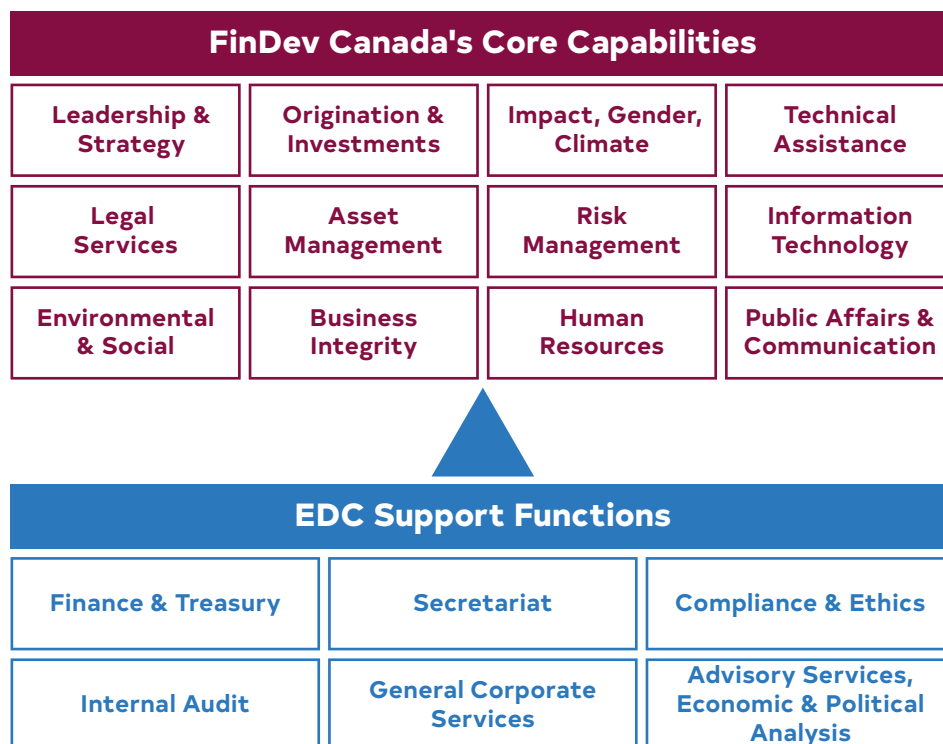 FinDev Canada's Core Capabilities
Leadership &
Strategy
Origination &
Investments
Impact, Gender,
Climate
Technical
Assistance
Legal
Services
Asset
Management
Risk
Management
Information
Technology
Environmental
& Social
Business
Integrity
Human
Resources
Public Affairs &
Communication
EDC Support Functions
Finance & Treasury
Secretariat
Compliance & Ethics
Internal Audit
General Corporate
Services
Advisory Services,
Economic & Political
Analysis